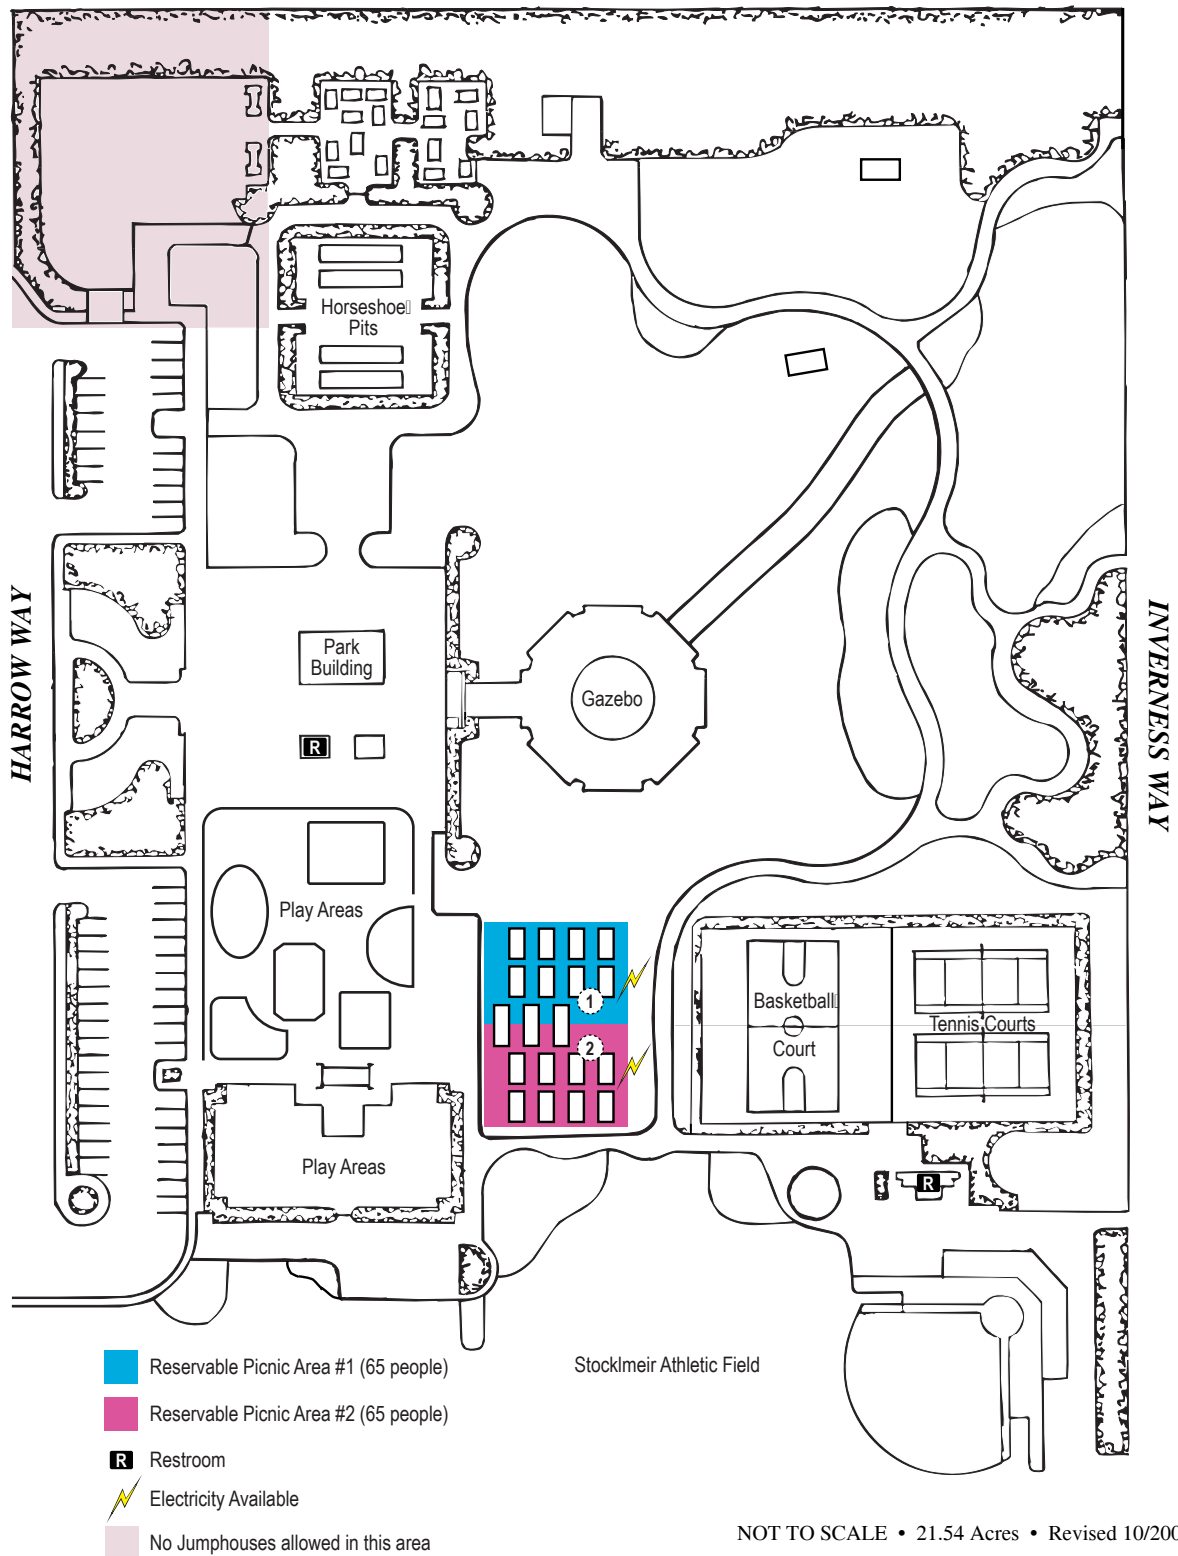 Horseshoe
Pits
HARROW WAY
INVERNESS WAY
Park
Building
Gazebo
R
Play Areas
1
2
Basketball
Court
Tennis Courts
Play Areas
R
Stocklmeir Athletic Field
Reservable Picnic Area #1 (65 people)
Reservable Picnic Area #2 (65 people)
R Restroom
Electricity Available
No Jumphouses allowed in this area
NOT TO SCALE • 21.54 Acres • Revised 10/200